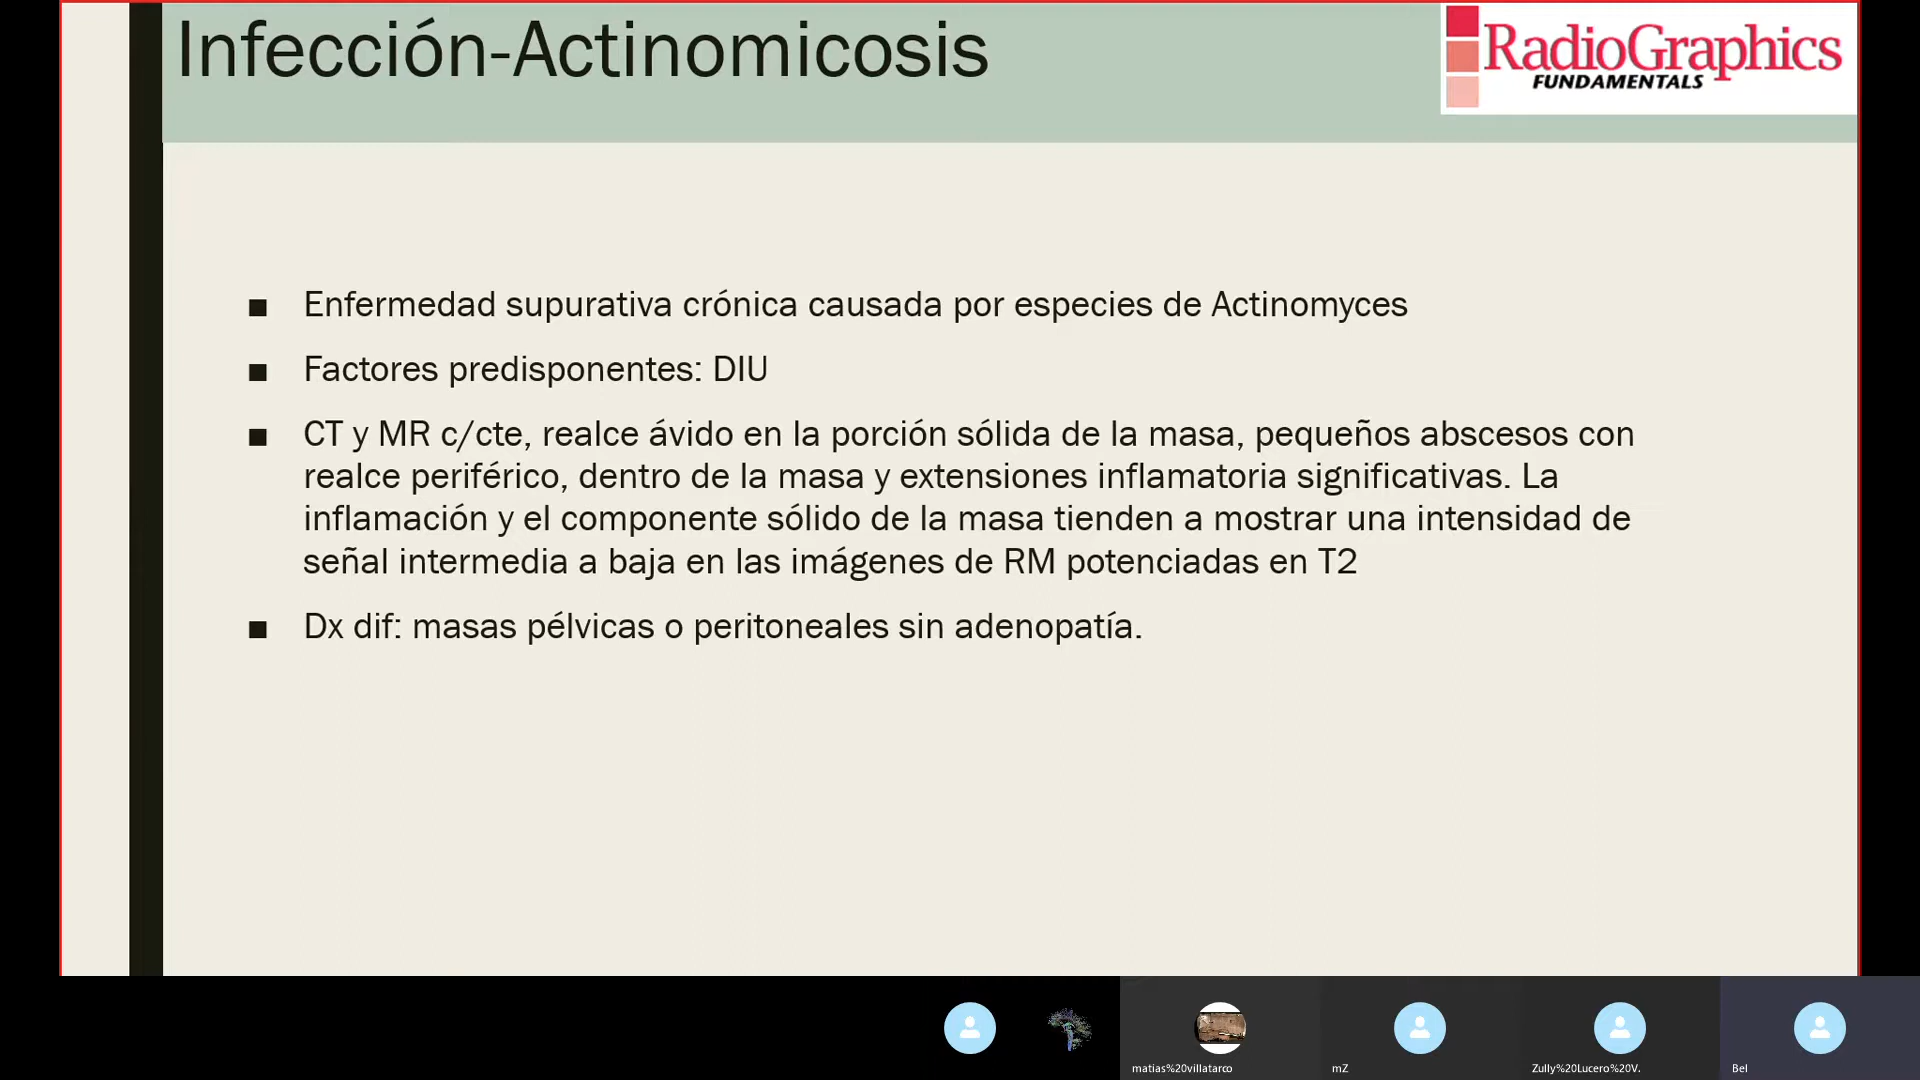 Infección-Actinomicosis
RadioGraphics
FUNDAMENTALS
■ Enfermedad supurativa crónica causada por especies de Actinomyces
■ Factores predisponentes: DIU
■ CT y MR c/cte, realce ávido en la porción sólida de la masa, pequeños abscesos con
realce periférico, dentro de la masa y extensiones inflamatoria significativas. La
inflamación y el componente sólido de la masa tienden a mostrar una intensidad de
señal intermedia a baja en las imágenes de RM potenciadas en T2
■ Dx dif: masas pélvicas o peritoneales sin adenopatía.
matias%20villatarco
mZ
Zully%20Lucero%20V.
Bel